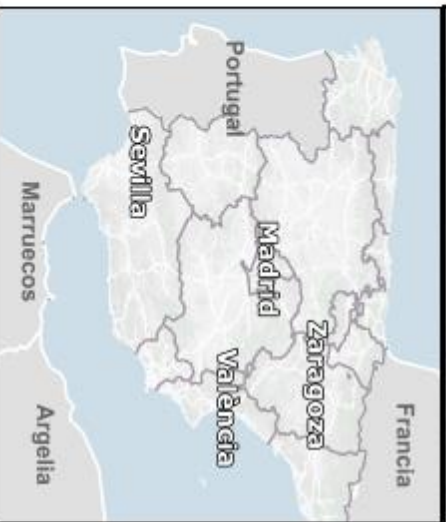 Francia
Zaragoza
Portugal
Madrid
València
Sevilla
Marruecos
Argelia